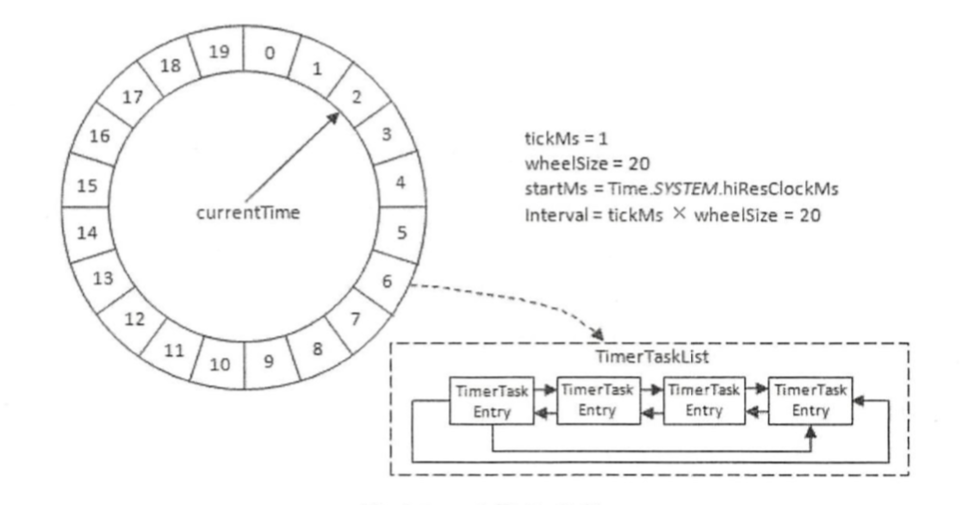 0
1
2
3
4
5
6
7
8
9
10
11
12
13
14
15
16
17
18
19
currentTime
tickMs = 1
wheelSize = 20
startMs = Time.SYSTEM.hiResClockMs
Interval = tickMs × wheelSize = 20
TimerTaskList
TimerTask TimerTask TimerTask TimerTask
Entry Entry Entry Entry